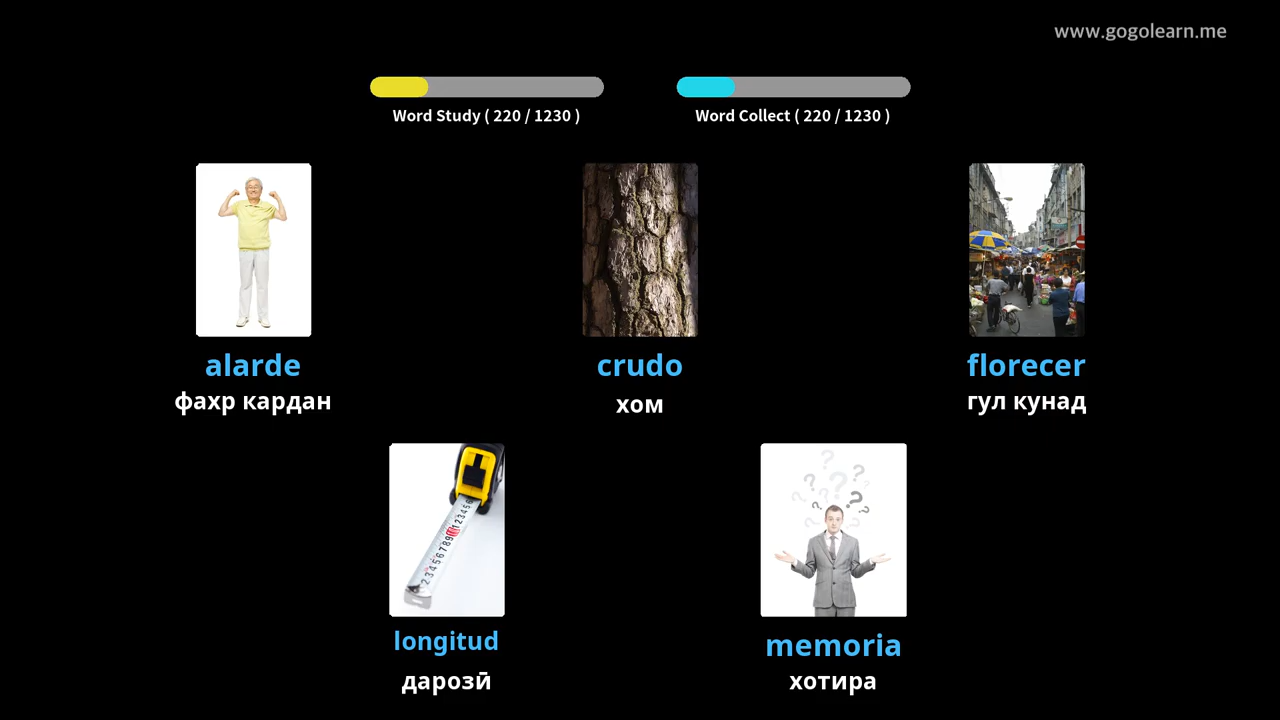 www.gogolearn.me
Word Study ( 220 / 1230 )
Word Collect ( 220 / 1230 )
alarde
фахр кардан
crudo
хом
florecer
гул кунад
longitud
дарозӣ
memoria
хотира